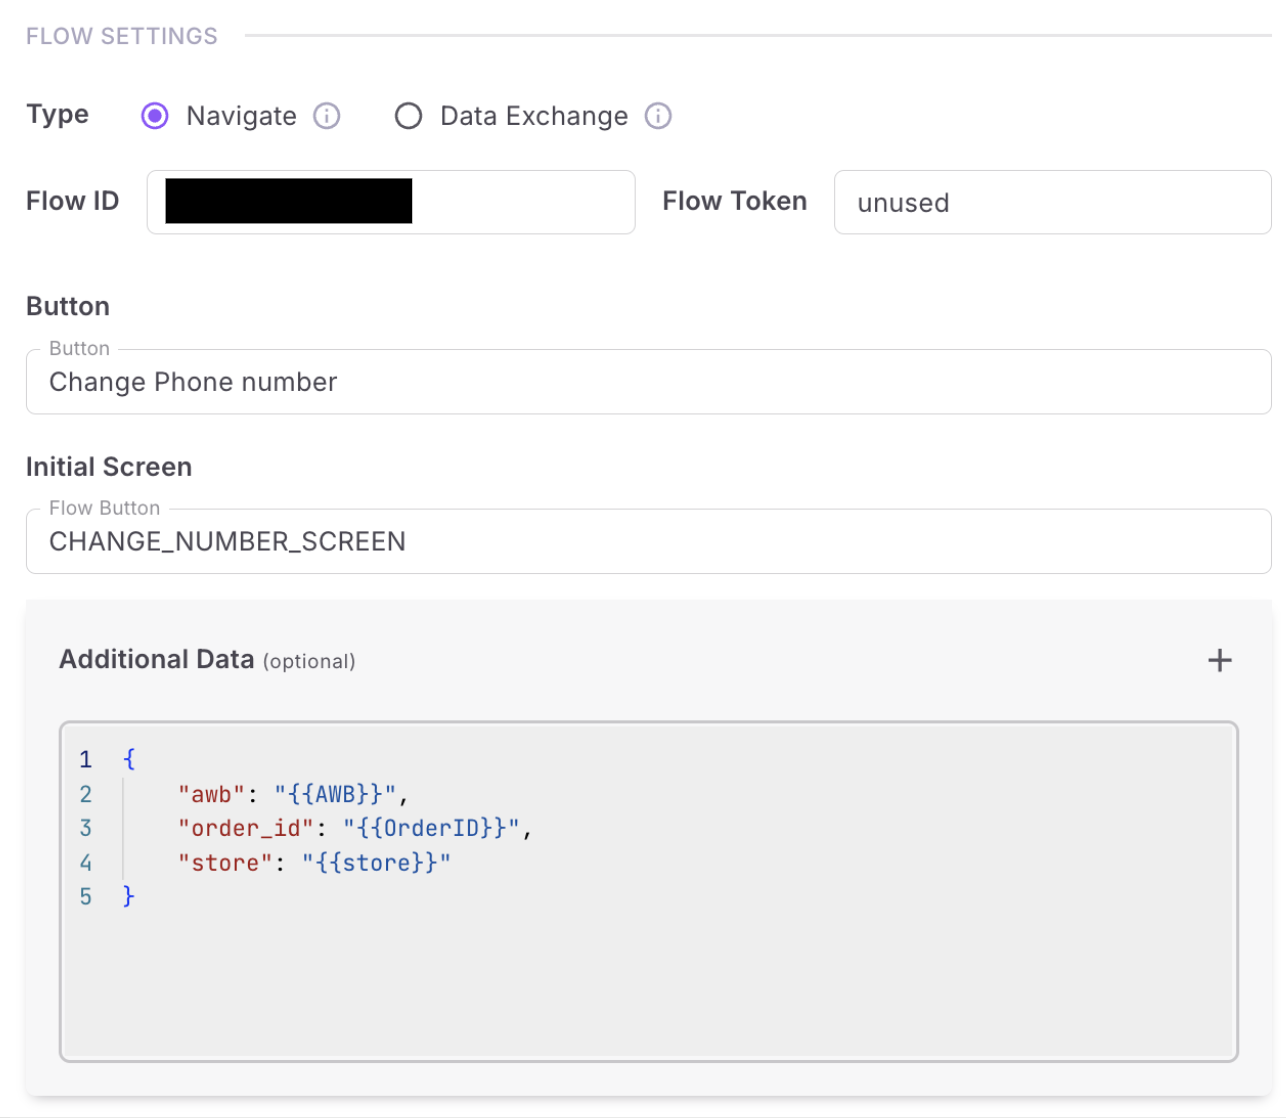 FLOW SETTINGS
Type Navigate Data Exchange
Flow ID Flow Token unused
Button
Button
Change Phone number
Initial Screen
Flow Button
CHANGE_NUMBER_SCREEN
Additional Data (optional)
1 {
2 "awb": "{{AWB}}",
3 "order_id": "{{OrderID}}",
4 "store": "{{store}}"
5 }